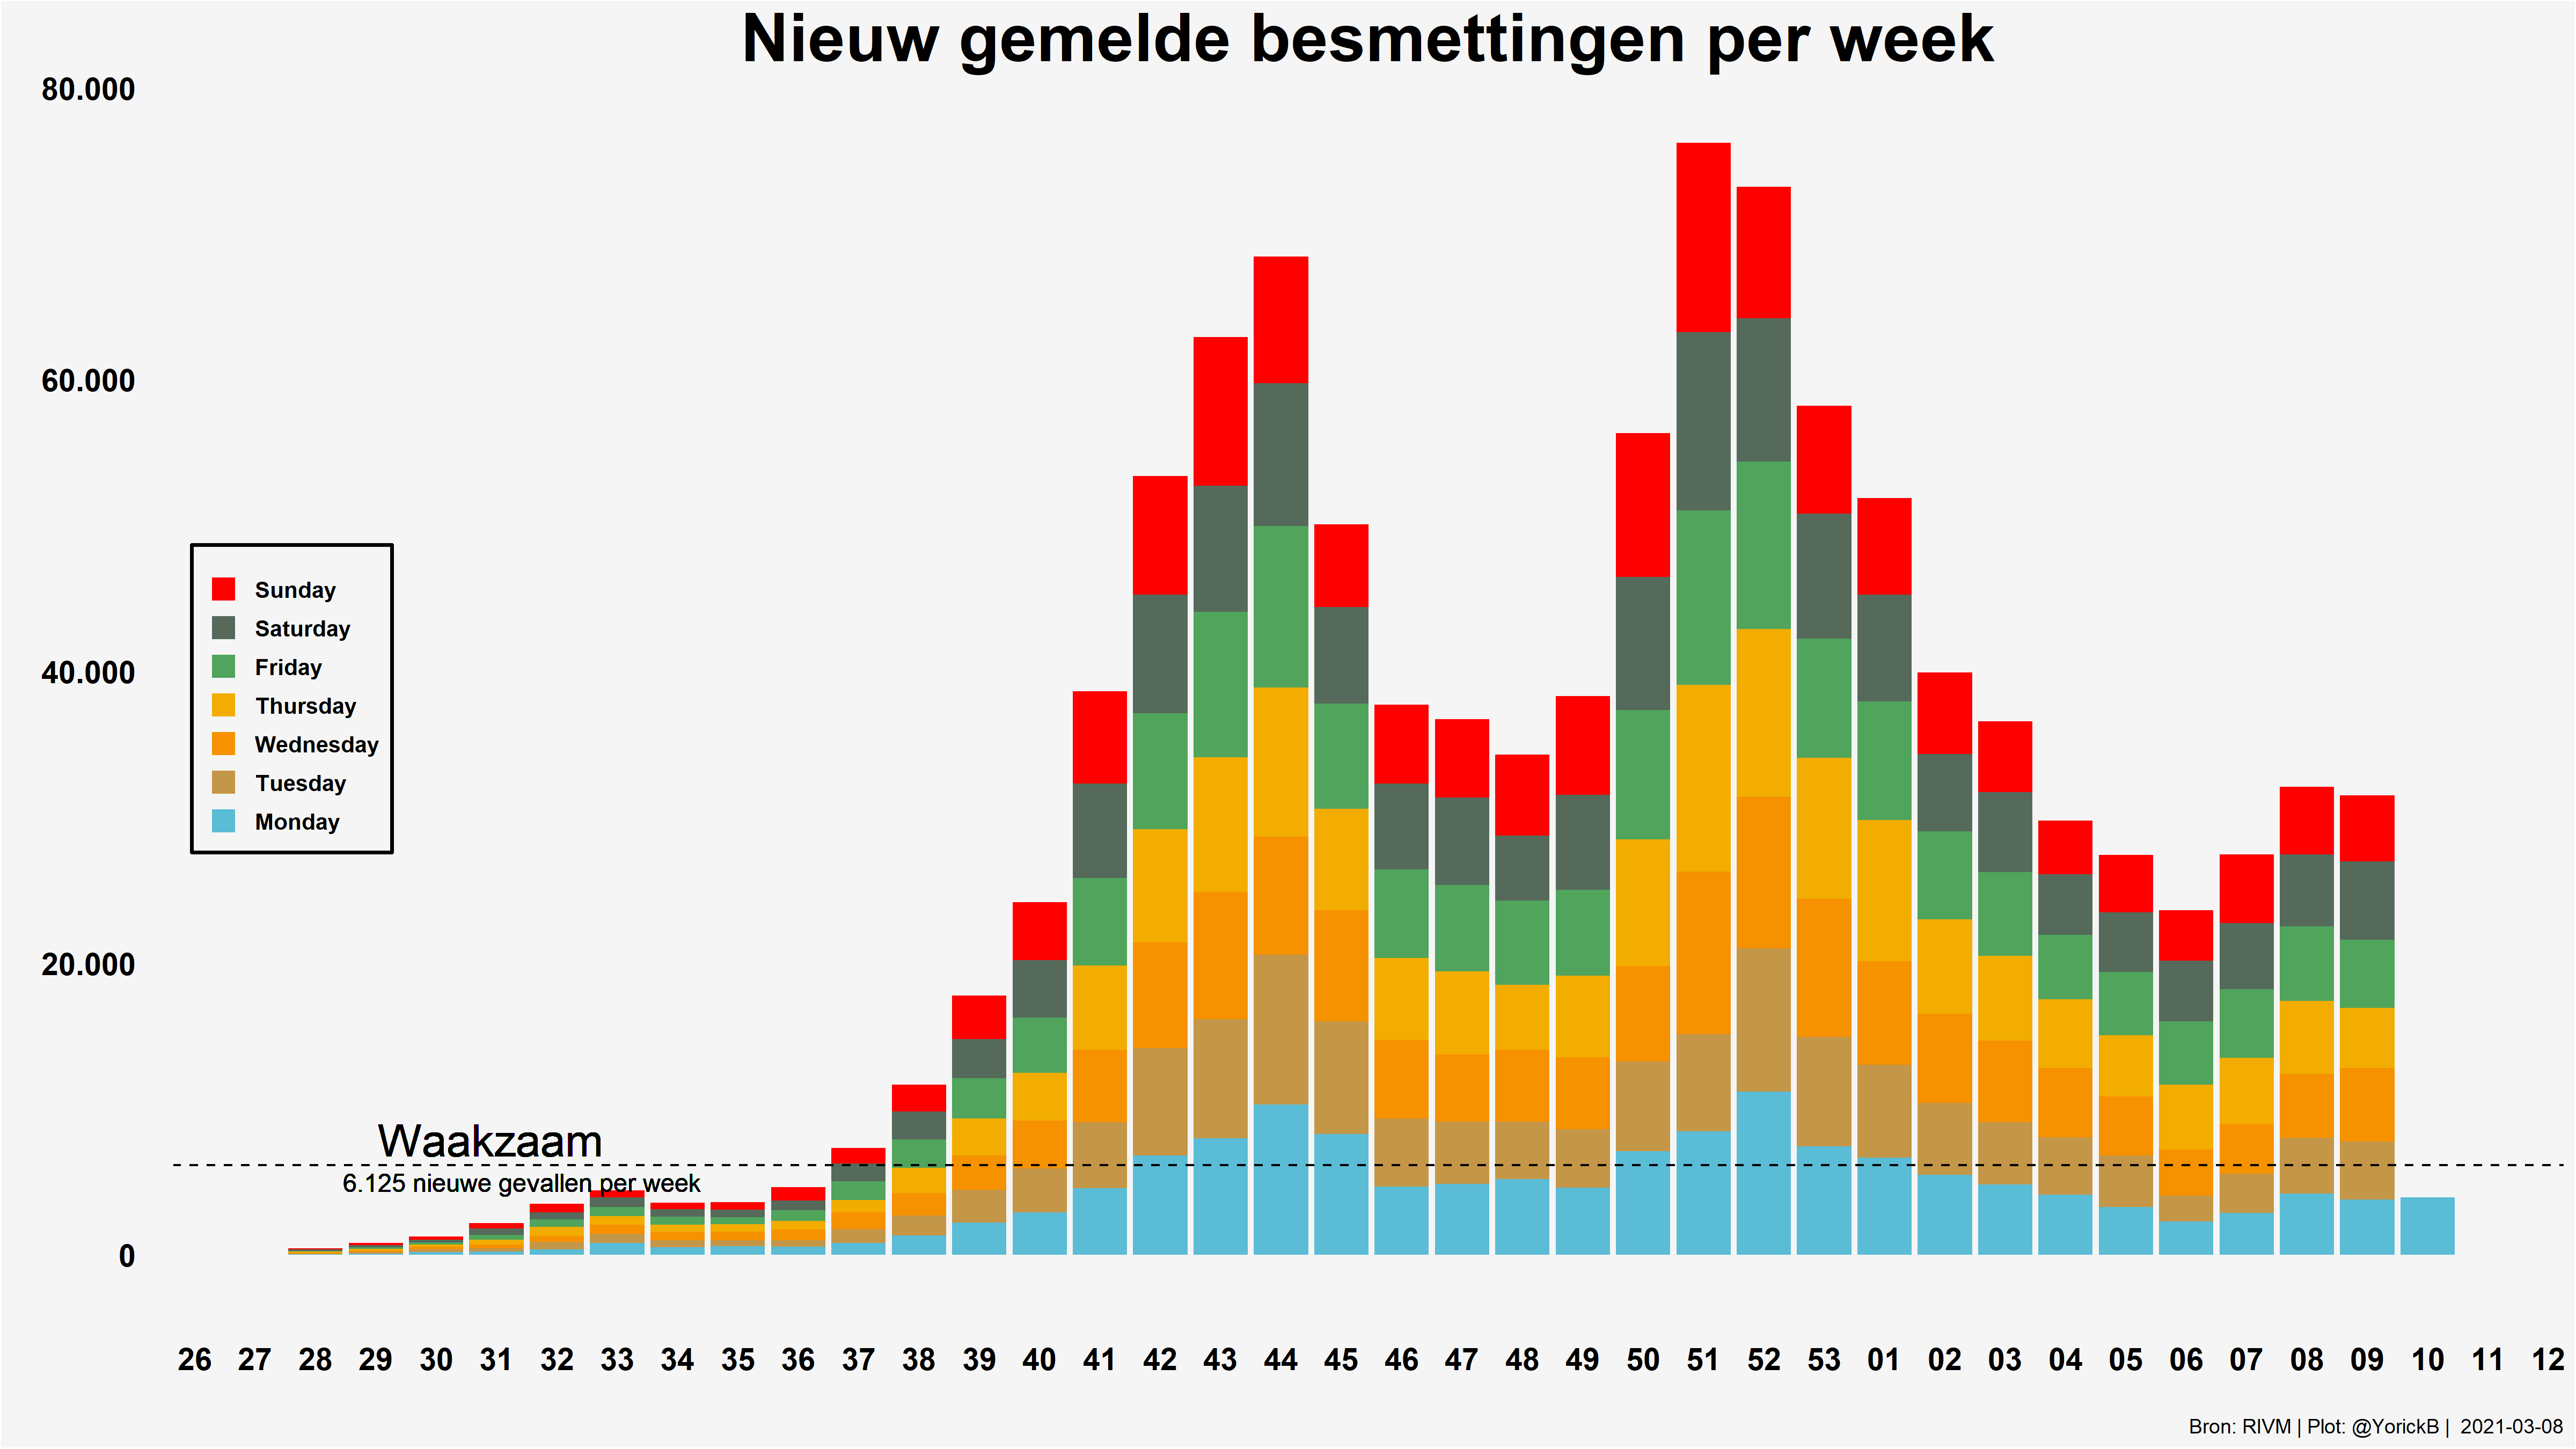 Nieuw gemelde besmettingen per week
80.000
60.000
40.000
20.000
0
Sunday
Saturday
Friday
Thursday
Wednesday
Tuesday
Monday
Waakzaam
6.125 nieuwe gevallen per week
26 27 28 29 30 31 32 33 34 35 36 37 38 39 40 41 42 43 44 45 46 47 48 49 50 51 52 53 01 02 03 04 05 06 07 08 09 10 11 12
Bron: RIVM | Plot: @YorickB | 2021-03-08